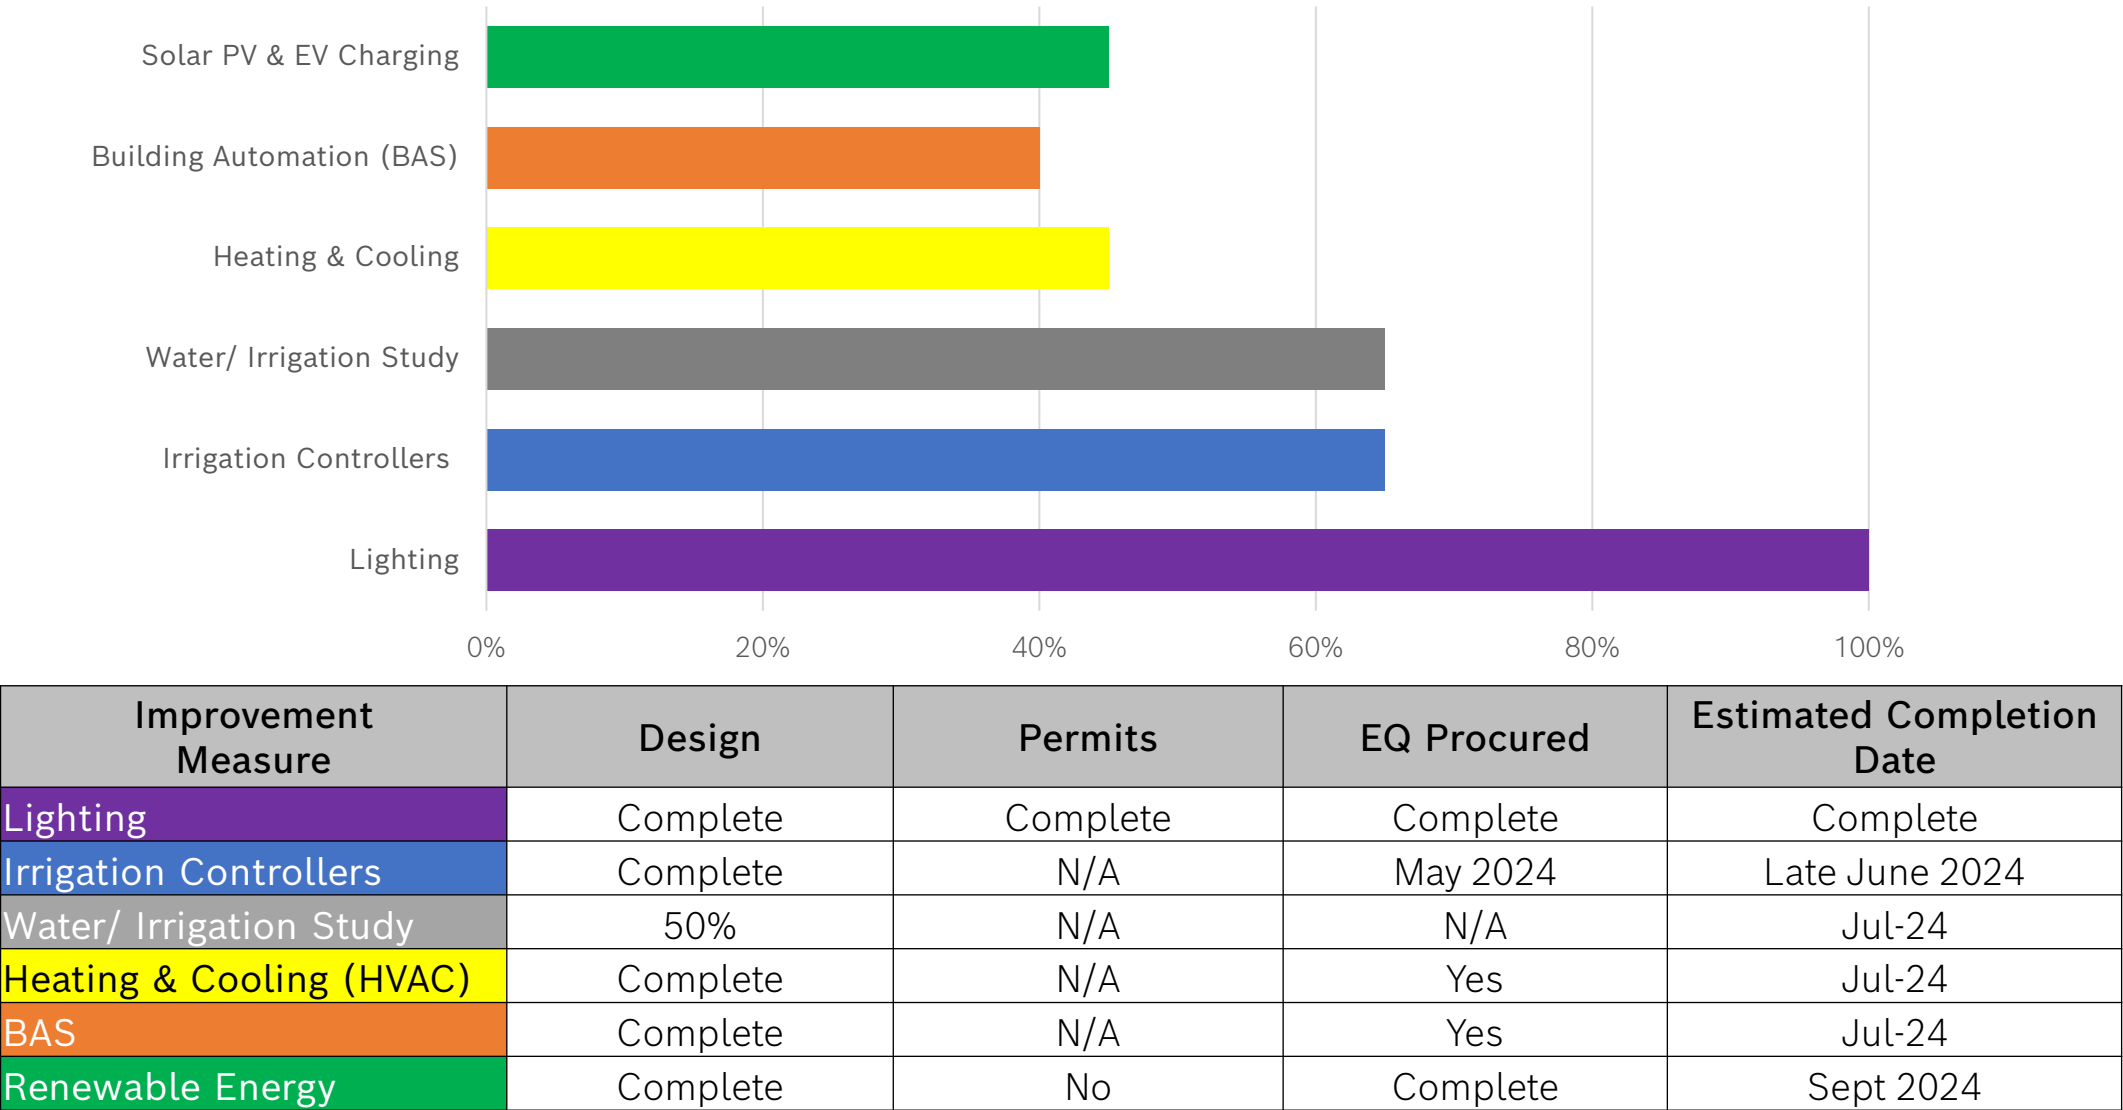 Solar PV & EV Charging
Building Automation (BAS)
Heating & Cooling
Water/ Irrigation Study
Irrigation Controllers
Lighting
0% 20% 40% 60% 80% 100%
Improvement
Measure
Design
Permits
EQ Procured
Estimated Completion
Date
Lighting Complete Complete Complete Complete
Irrigation Controllers Complete N/A May 2024 Late June 2024
Water/ Irrigation Study 50% N/A N/A Jul-24
Heating & Cooling (HVAC) Complete N/A Yes Jul-24
BAS Complete N/A Yes Jul-24
Renewable Energy Complete No Complete Sept 2024